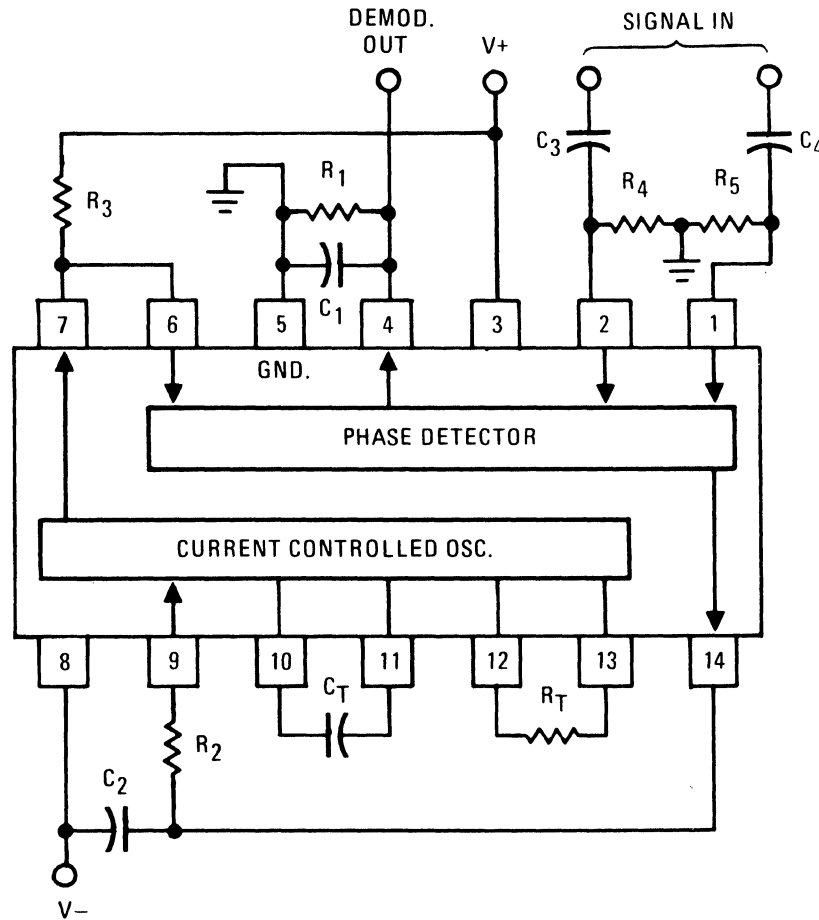 DEMOD.
OUT
V+
SIGNAL IN
C3
C4
R3
R1
R4
R5
C1
7
6
5
4
3
2
1
GND.
PHASE DETECTOR
CURRENT CONTROLLED OSC.
8
9
10
11
12
13
14
CT
RT
R2
C2
V−